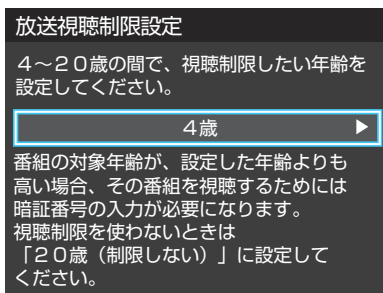 放送視聴制限設定
４～２０歳の間で、視聴制限したい年齢を
設定してください。
４歳 ▶
番組の対象年齢が、設定した年齢よりも
高い場合、その番組を視聴するためには
暗証番号の入力が必要になります。
視聴制限を使わないときは
「２０歳（制限しない）」に設定して
ください。